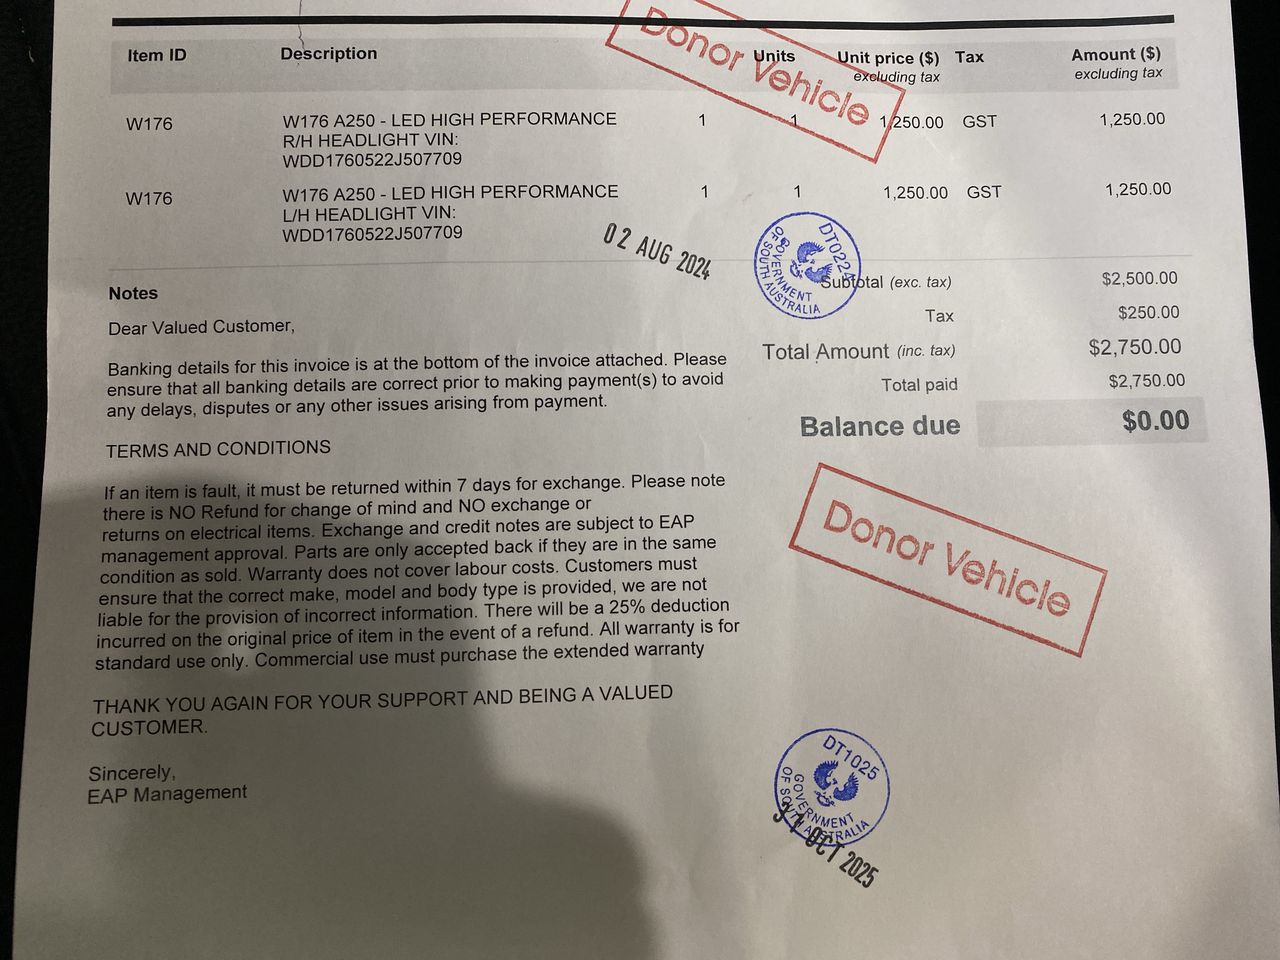 Donor Vehicle
Item ID Description Units Unit price ($) Tax Amount ($)
excluding tax excluding tax
W176 W176 A250 - LED HIGH PERFORMANCE 1 1 1,250.00 GST 1,250.00
R/H HEADLIGHT VIN:
WDD1760522J507709
W176 W176 A250 - LED HIGH PERFORMANCE 1 1 1,250.00 GST 1,250.00
L/H HEADLIGHT VIN:
WDD1760522J507709
02 AUG 2024
DT0224
GOVERNMENT
OF SOUTH AUSTRALIA
Subtotal (exc. tax) $2,500.00
Tax $250.00
Total Amount (inc. tax) $2,750.00
Total paid $2,750.00
Balance due $0.00
Notes
Dear Valued Customer,
Banking details for this invoice is at the bottom of the invoice attached. Please
ensure that all banking details are correct prior to making payment(s) to avoid
any delays, disputes or any other issues arising from payment.
TERMS AND CONDITIONS
If an item is fault, it must be returned within 7 days for exchange. Please note
there is NO Refund for change of mind and NO exchange or
returns on electrical items. Exchange and credit notes are subject to EAP
management approval. Parts are only accepted back if they are in the same
condition as sold. Warranty does not cover labour costs. Customers must
ensure that the correct make, model and body type is provided, we are not
liable for the provision of incorrect information. There will be a 25% deduction
incurred on the original price of item in the event of a refund. All warranty is for
standard use only. Commercial use must purchase the extended warranty
THANK YOU AGAIN FOR YOUR SUPPORT AND BEING A VALUED
CUSTOMER.
Sincerely,
EAP Management
Donor Vehicle
DT1025
GOVERNMENT
OF SOUTH AUSTRALIA
31 OCT 2025